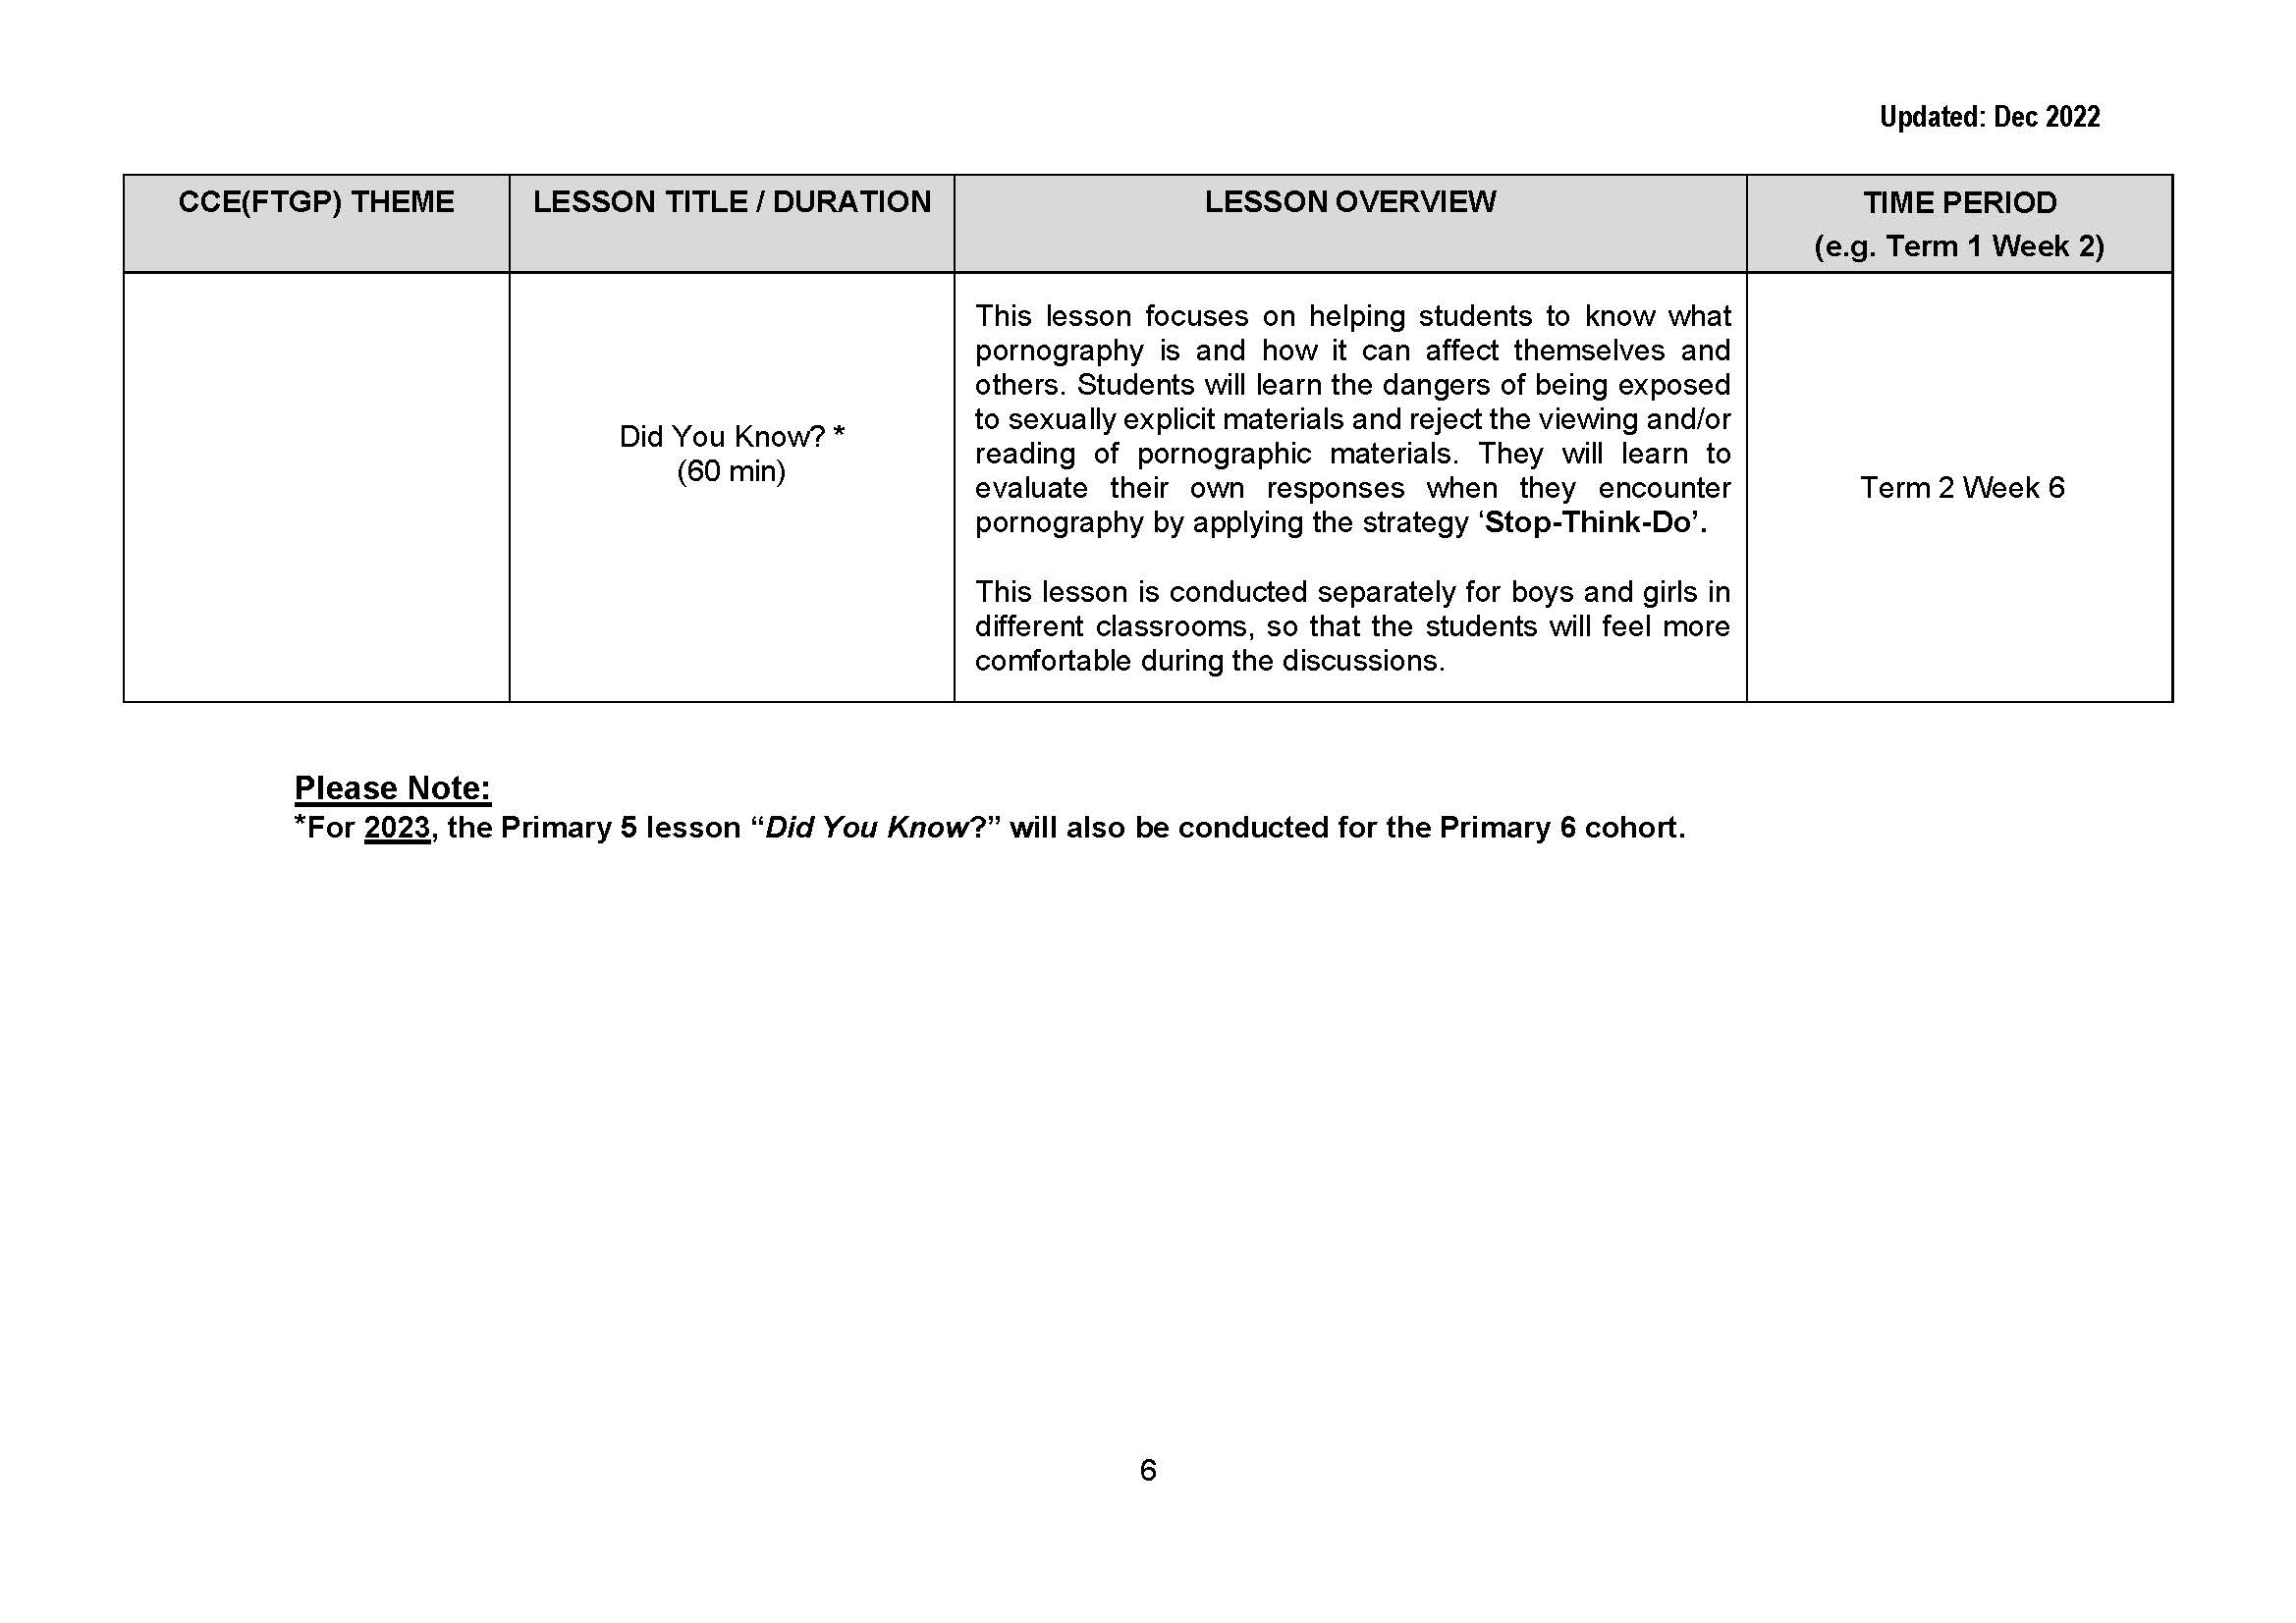 Updated: Dec 2022
CCE(FTGP) THEME
LESSON TITLE / DURATION
LESSON OVERVIEW
TIME PERIOD
(e.g. Term 1 Week 2)
Did You Know? *
(60 min)
This lesson focuses on helping students to know what
pornography is and how it can affect themselves and
others. Students will learn the dangers of being exposed
to sexually explicit materials and reject the viewing and/or
reading of pornographic materials. They will learn to
evaluate their own responses when they encounter
pornography by applying the strategy ‘Stop-Think-Do’.
This lesson is conducted separately for boys and girls in
different classrooms, so that the students will feel more
comfortable during the discussions.
Term 2 Week 6
Please Note:
*For 2023, the Primary 5 lesson “Did You Know?” will also be conducted for the Primary 6 cohort.
6